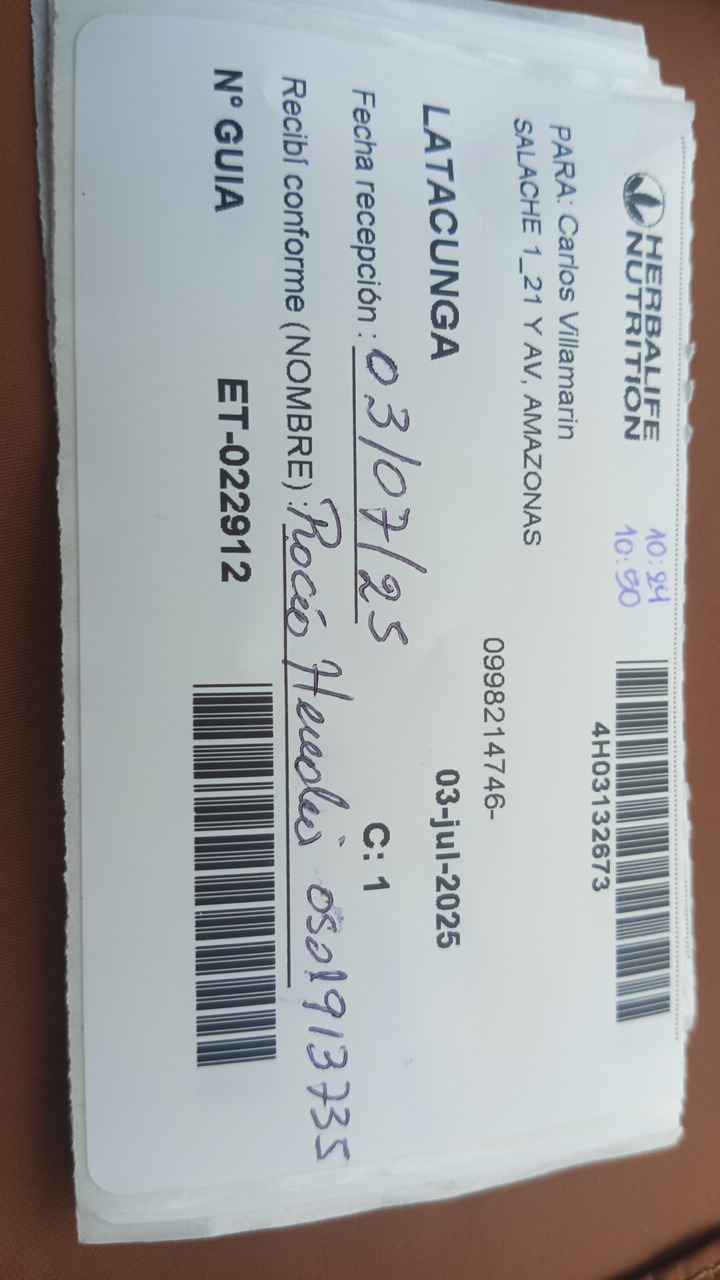 HERBALIFE
NUTRITION
10:24
10:50
4H03132673
PARA: Carlos Villamarin
SALACHE 1_21 Y AV, AMAZONAS
0998214746-
LATACUNGA
03-jul-2025
Fecha recepción : 03/07/25
C: 1
Recibí conforme (NOMBRE) : Rocío 0501913735
Nº GUIA
ET-022912